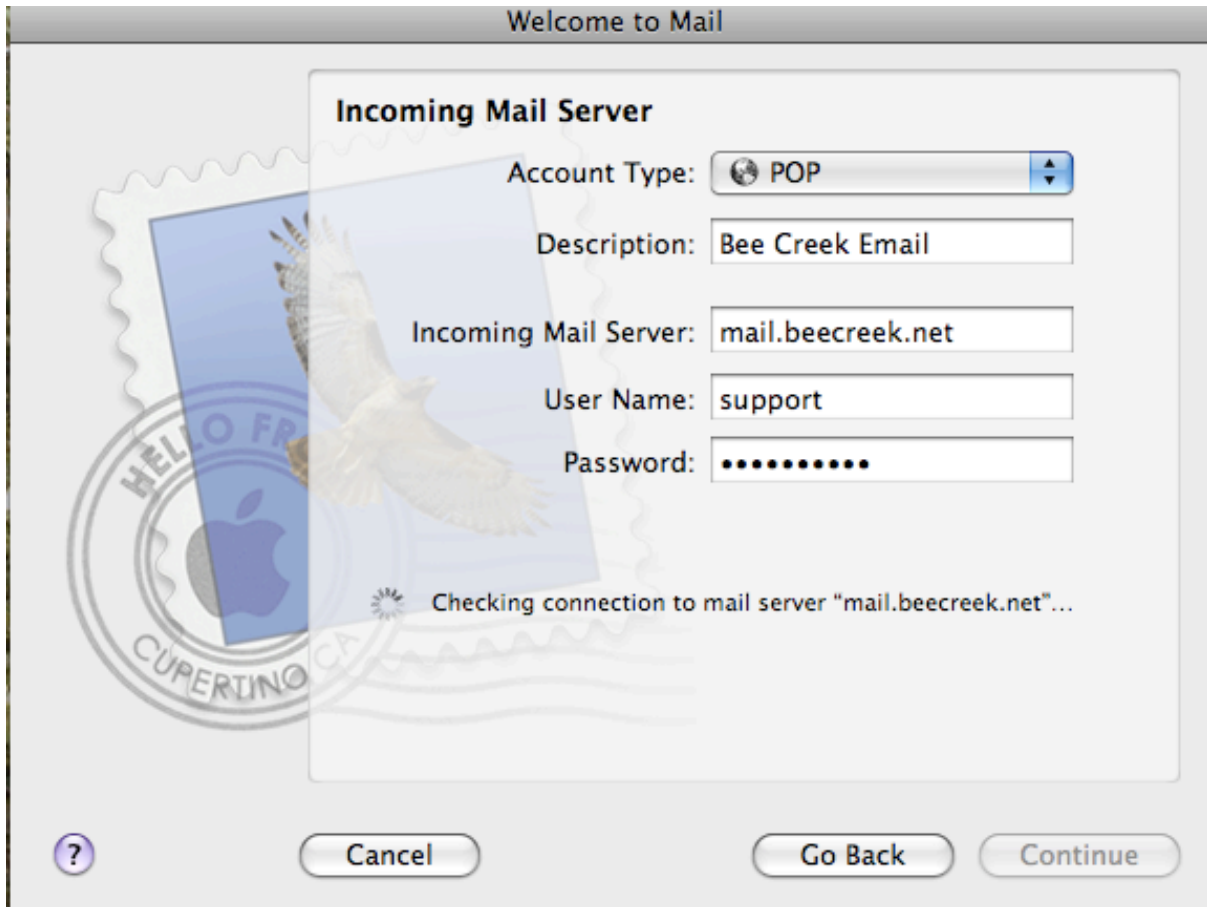 Welcome to Mail
Incoming Mail Server
Account Type: POP
Description: Bee Creek Email
Incoming Mail Server: mail.beecreek.net
User Name: support
Password: ••••••••••
Checking connection to mail server “mail.beecreek.net”...
HELLO FR
CUPERTINO CA
? Cancel Go Back Continue